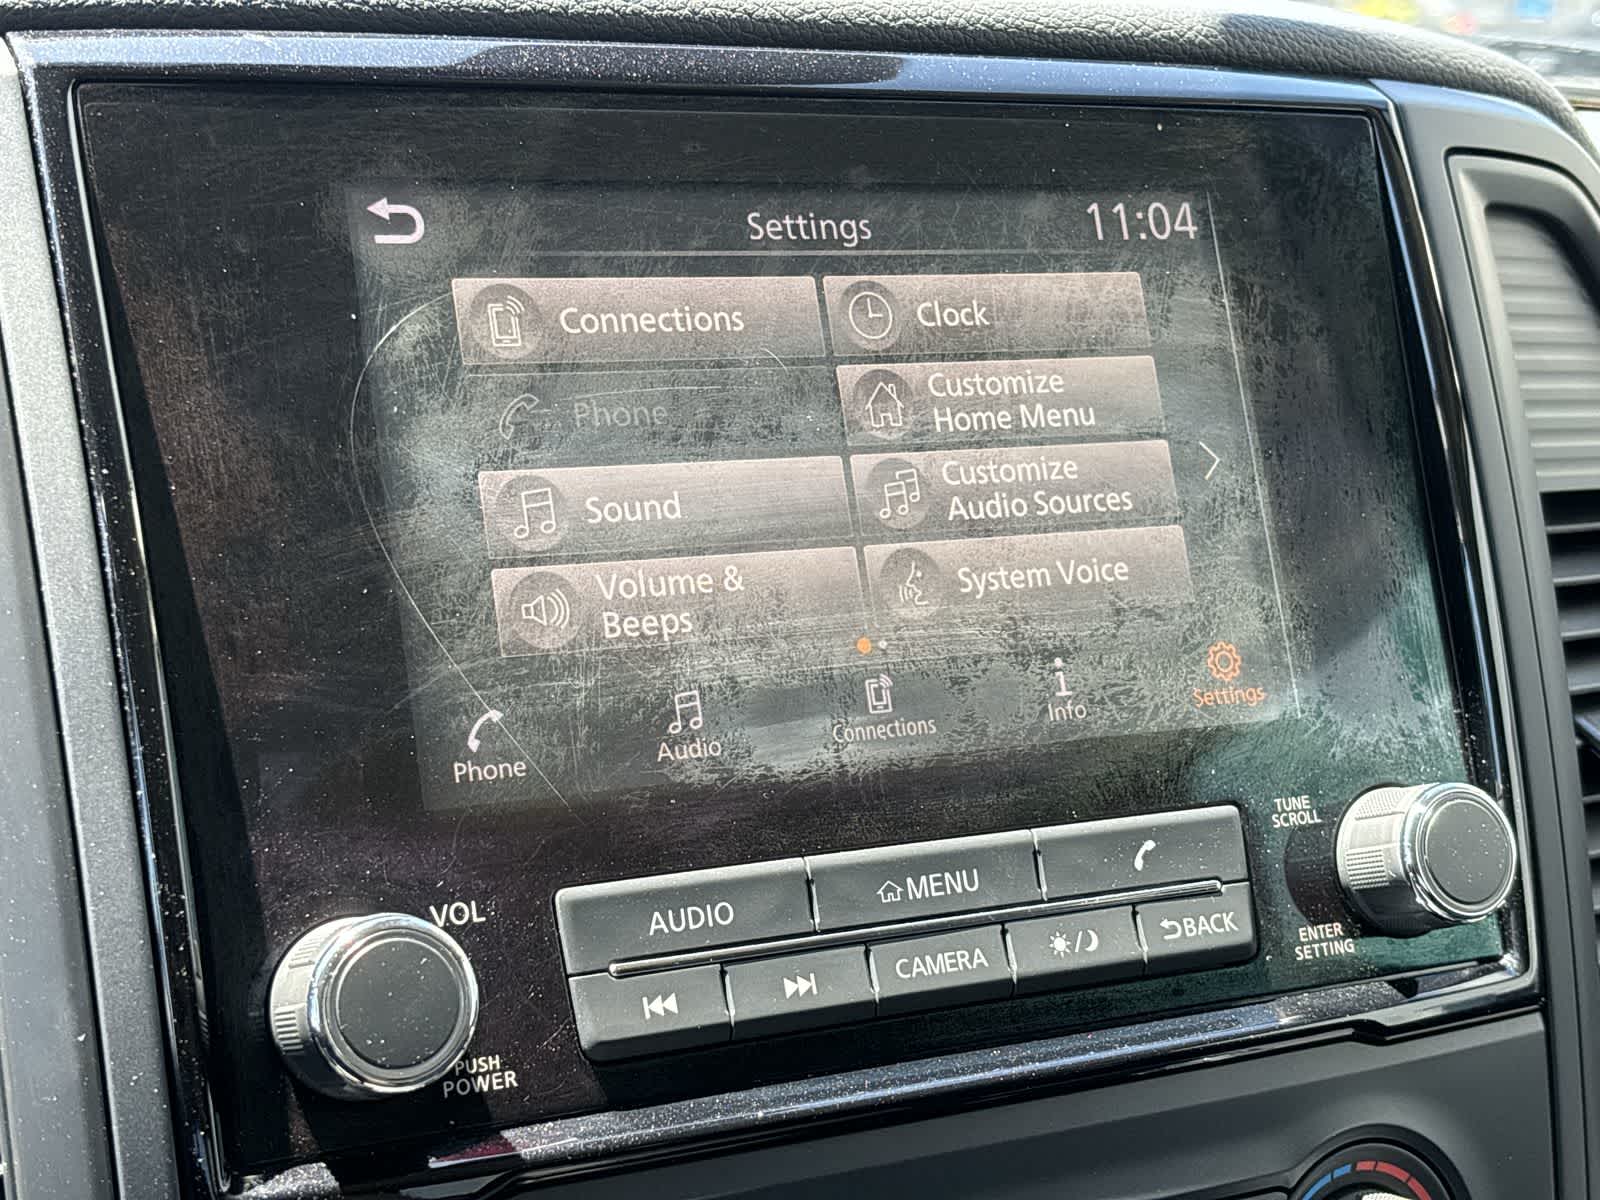 Settings
11:04
Connections
Clock
Phone
Customize
Home Menu
Sound
Customize
Audio Sources
Volume &
Beeps
System Voice
Phone
Audio
Connections
Info
Settings
VOL
PUSH
POWER
AUDIO
MENU
CAMERA
BACK
TUNE
SCROLL
ENTER
SETTING